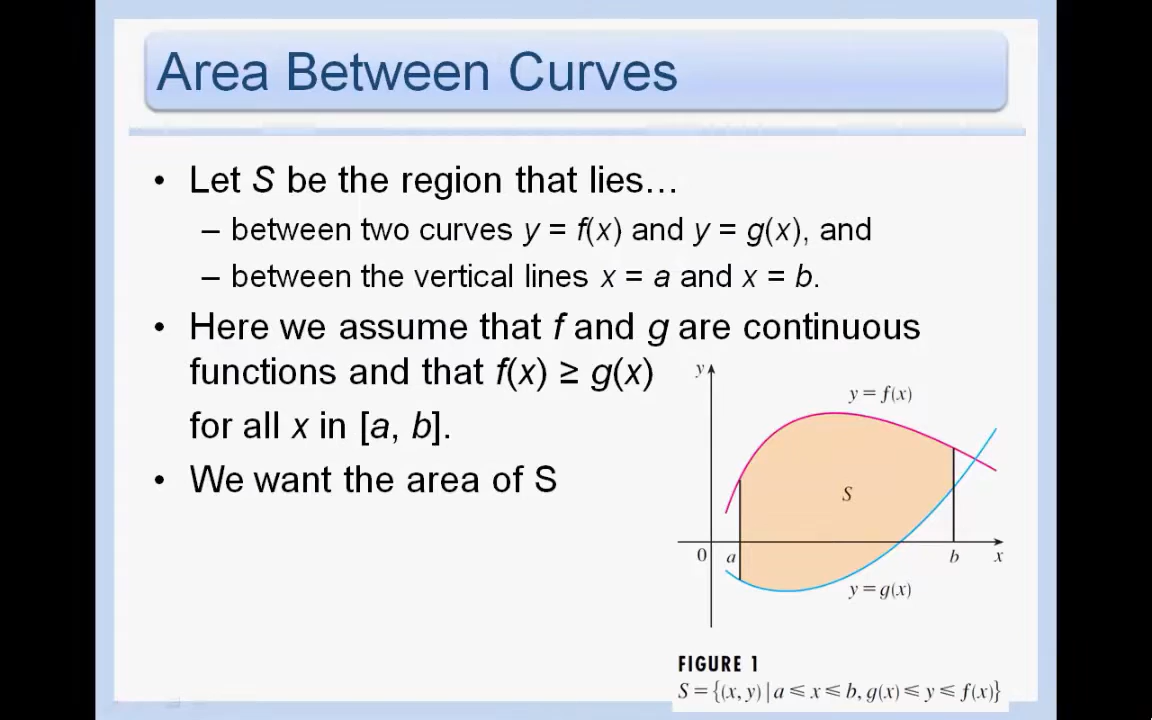 Area Between Curves
• Let S be the region that lies…
– between two curves y = f(x) and y = g(x), and
– between the vertical lines x = a and x = b.
• Here we assume that f and g are continuous
functions and that f(x) ≥ g(x)
for all x in [a, b].
• We want the area of S
y
y = f(x)
S
0
a
b
x
y = g(x)
FIGURE 1
S = {(x, y) | a ⩽ x ⩽ b, g(x) ⩽ y ⩽ f(x)}